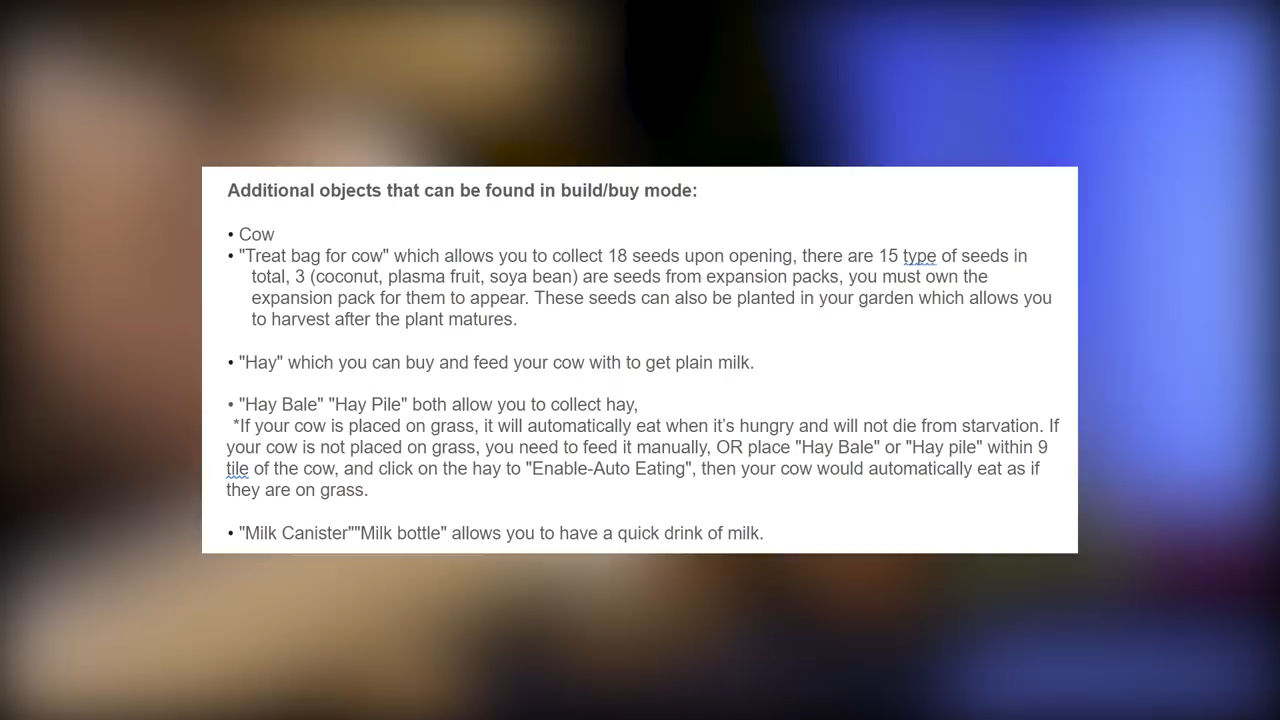 Additional objects that can be found in build/buy mode:
• Cow
• "Treat bag for cow" which allows you to collect 18 seeds upon opening, there are 15 type of seeds in
total, 3 (coconut, plasma fruit, soya bean) are seeds from expansion packs, you must own the
expansion pack for them to appear. These seeds can also be planted in your garden which allows you
to harvest after the plant matures.
• "Hay" which you can buy and feed your cow with to get plain milk.
• "Hay Bale" "Hay Pile" both allow you to collect hay,
*If your cow is placed on grass, it will automatically eat when it’s hungry and will not die from starvation. If
your cow is not placed on grass, you need to feed it manually, OR place "Hay Bale" or "Hay pile" within 9
tile of the cow, and click on the hay to "Enable-Auto Eating", then your cow would automatically eat as if
they are on grass.
• "Milk Canister""Milk bottle" allows you to have a quick drink of milk.